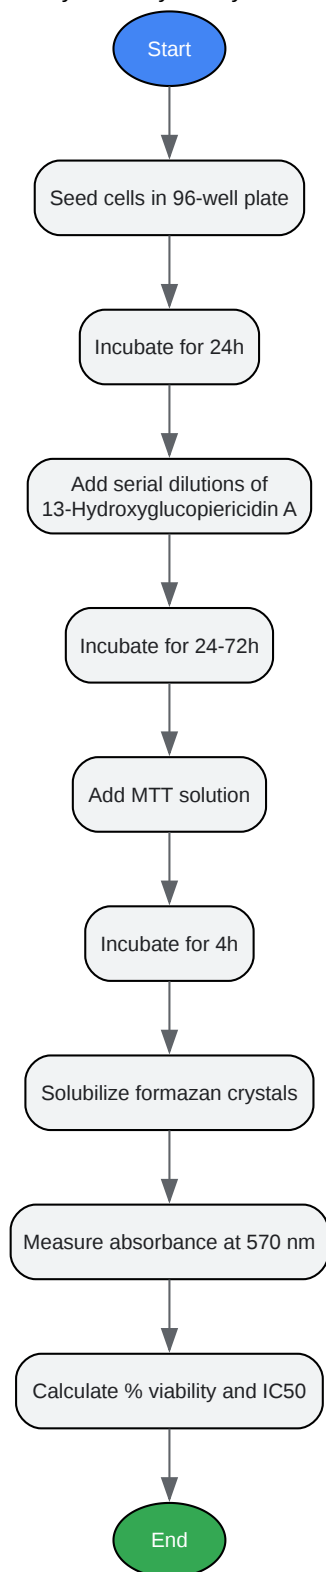 Start
Seed cells in 96-well plate
Incubate for 24h
Add serial dilutions of
13-Hydroxyglucopiericidin A
Incubate for 24-72h
Add MTT solution
Incubate for 4h
Solubilize formazan crystals
Measure absorbance at 570 nm
Calculate % viability and IC50
End